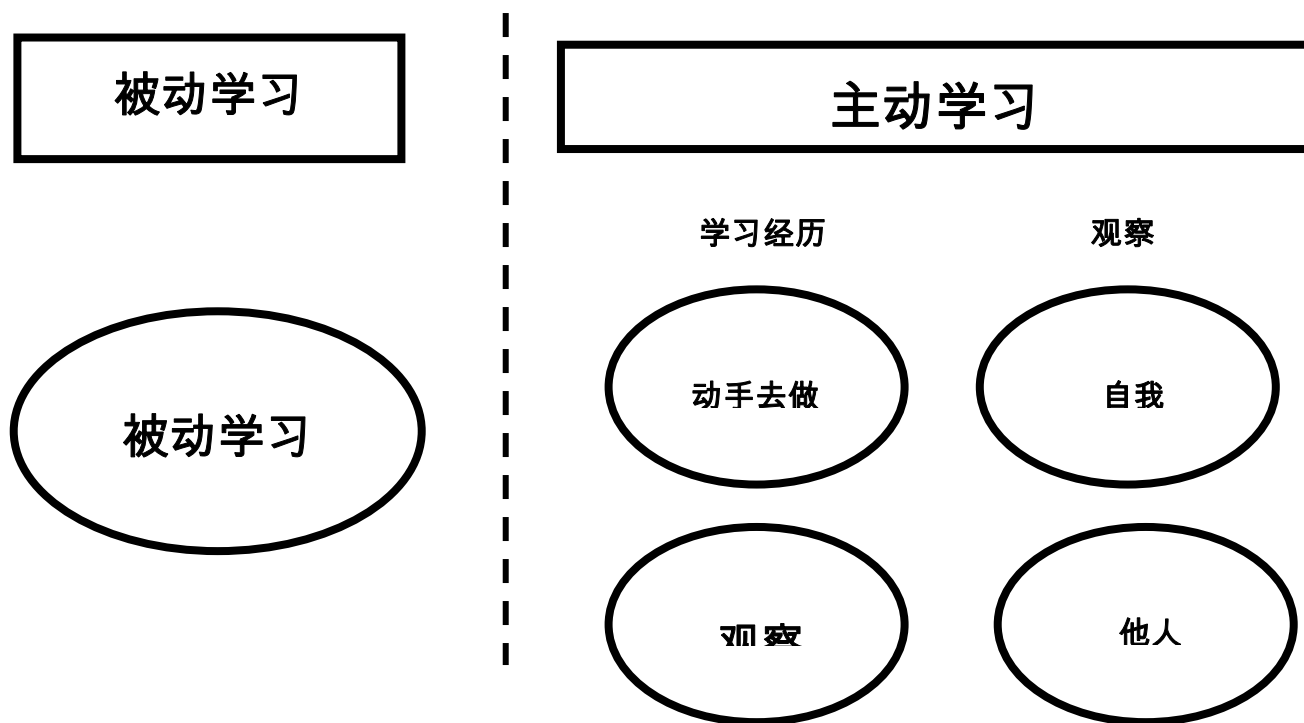 被动学习
主动学习
学习经历
观察
动手去做
自我
被动学习
观察
他人